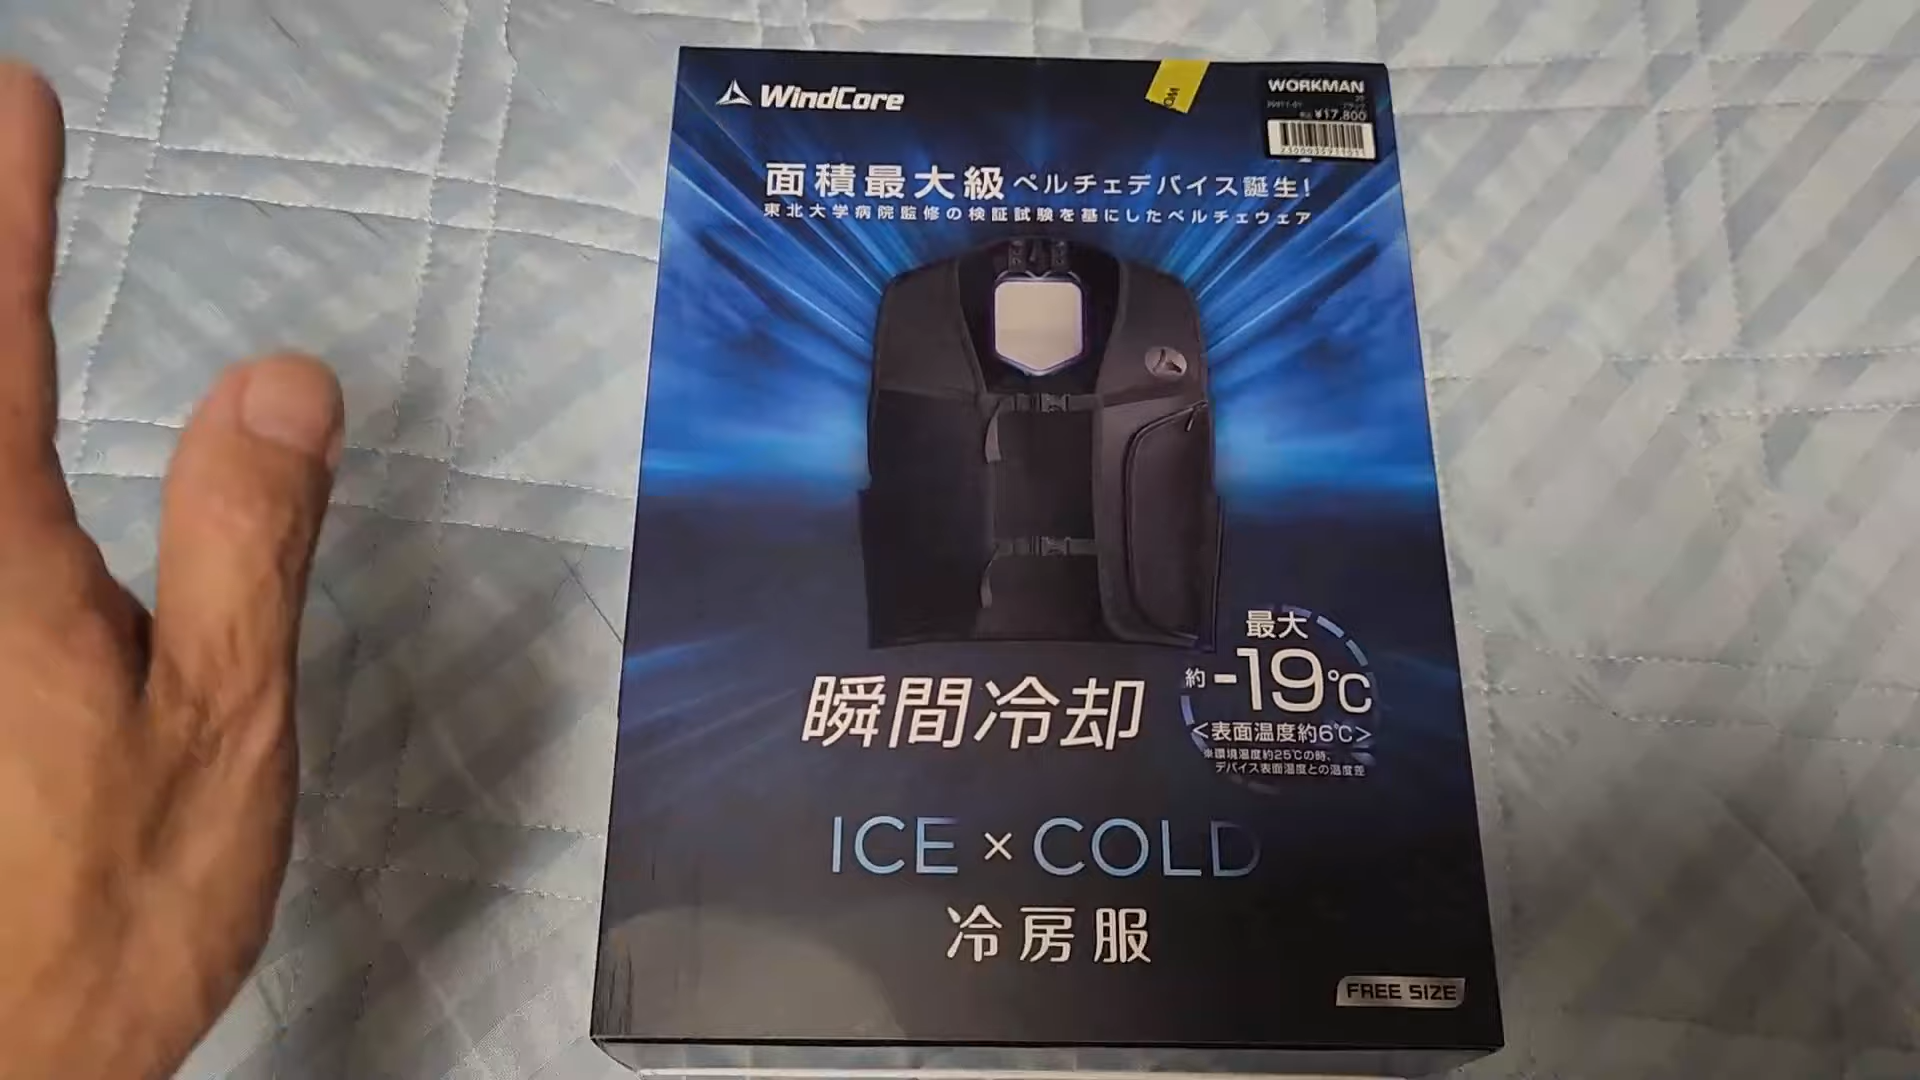 WindCore
WORKMAN
¥17,800
面積最大級ペルチェデバイス誕生!
東北大学病院監修の検証試験を基にしたペルチェウェア
最大
約-19℃
<表面温度約6℃>
※環境温度約25℃の時、
デバイス表面温度との温度差
瞬間冷却
ICE×COLD
冷房服
FREE SIZE